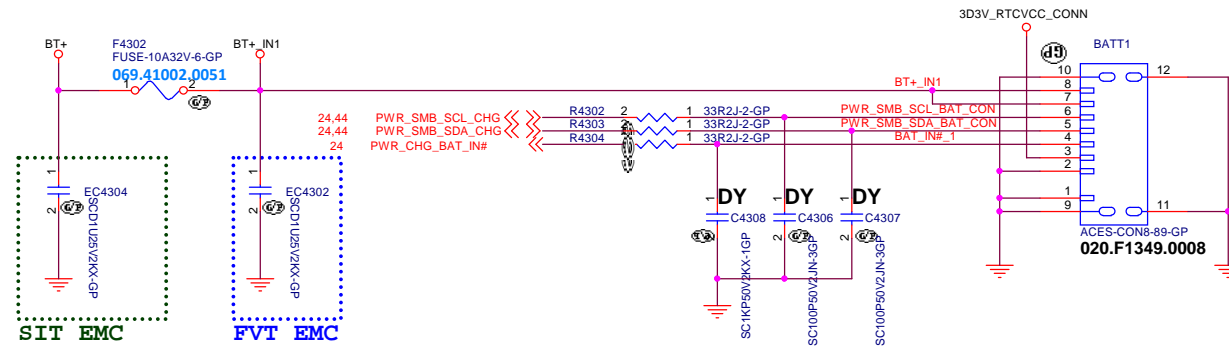 3D3V_RTCVCC_CONN
BT+
F4302
FUSE-10A32V-6-GP
069.41002.0051
1
2
BT+_IN1
BATT1
10
8
7
6
5
4
3
2
1
9
12
11
ACES-CON8-89-GP
020.F1349.0008
BT+_IN1
24,44
PWR_SMB_SCL_CHG
R4302
2
1
33R2J-2-GP
PWR_SMB_SCL_BAT_CON
24,44
PWR_SMB_SDA_CHG
R4303
2
1
33R2J-2-GP
PWR_SMB_SDA_BAT_CON
24
PWR_CHG_BAT_IN#
R4304
1
33R2J-2-GP
BAT_IN#_1
1
2
EC4304
SCD1U25V2KX-GP
1
2
EC4302
SCD1U25V2KX-GP
DY
1
C4308
SC1KP50V2KX-1GP
DY
1
2
C4306
SC100P50V2JN-3GP
DY
1
2
C4307
SC100P50V2JN-3GP
SIT EMC
FVT EMC